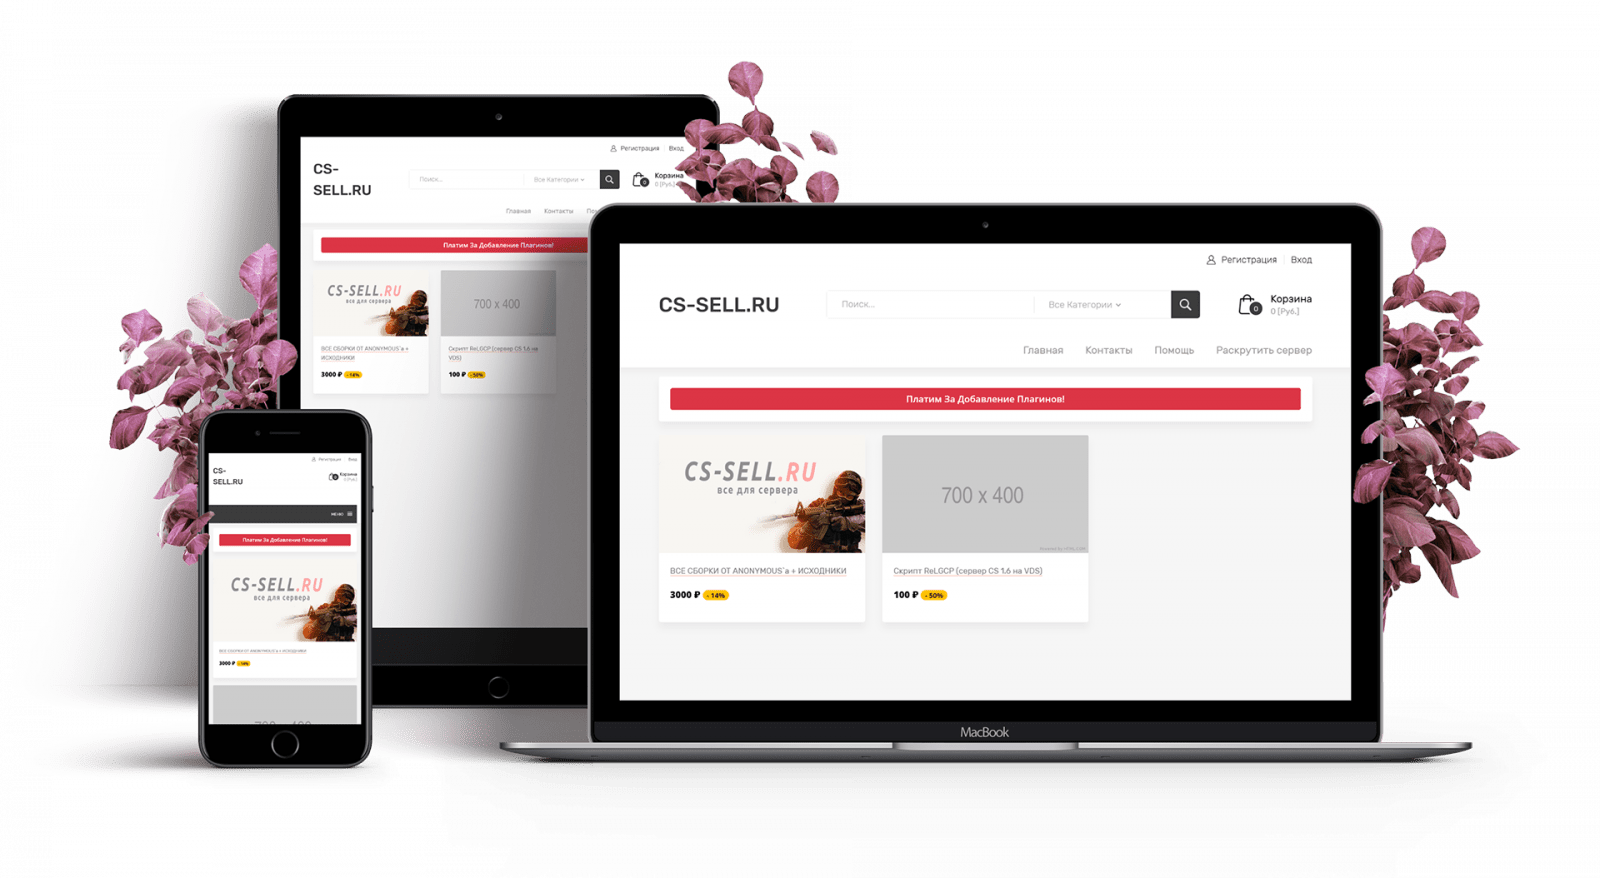 Регистрация Вход
CS-
SELL.RU
Поиск...
Все Категории
Корзина
0
0 [Руб.]
Главная Контакты
Платим За Добавление Плагинов!
CS-SELL.RU
все для сервера
700 x 400
ВСЕ СБОРКИ ОТ ANONYMOUS`a +
ИСХОДНИКИ
3000 ₽ - 14%
Скрипт ReLGCP (сервер CS 1.6 на
VDS)
100 ₽ - 50%
Регистрация Вход
CS-SELL.RU
Поиск...
Все Категории
Корзина
0
0 [Руб.]
Главная Контакты Помощь Раскрутить сервер
Платим За Добавление Плагинов!
CS-SELL.RU
все для сервера
700 x 400
ВСЕ СБОРКИ ОТ ANONYMOUS`a + ИСХОДНИКИ
3000 ₽ - 14%
Скрипт ReLGCP (сервер CS 1.6 на VDS)
100 ₽ - 50%
MacBook
Регистрация Вход
CS-
SELL.RU
Корзина
0 [Руб.]
МЕНЮ
Платим За Добавление Плагинов!
CS-SELL.RU
все для сервера
ВСЕ СБОРКИ ОТ ANONYMOUS`a + ИСХОДНИКИ
3000 ₽ - 14%
700 x 400